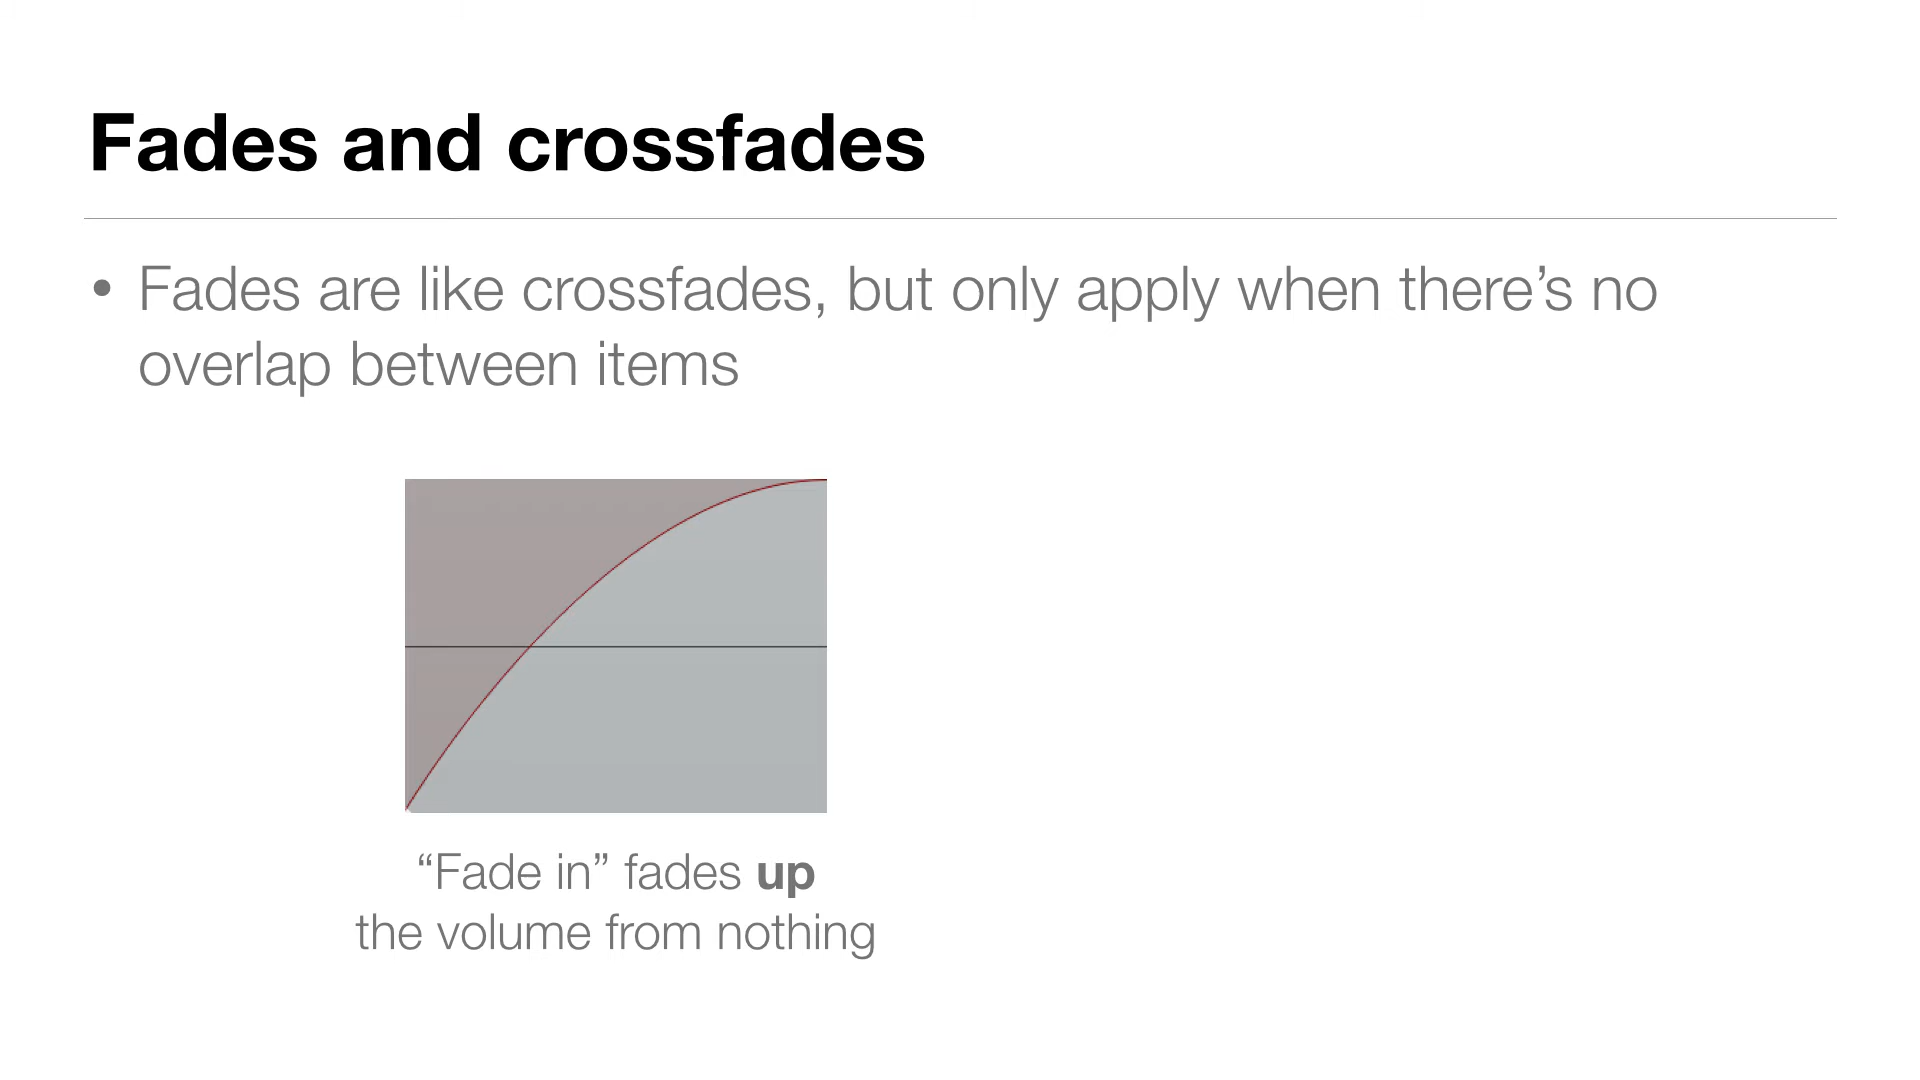 Fades and crossfades
• Fades are like crossfades, but only apply when there’s no
overlap between items
“Fade in” fades up
the volume from nothing